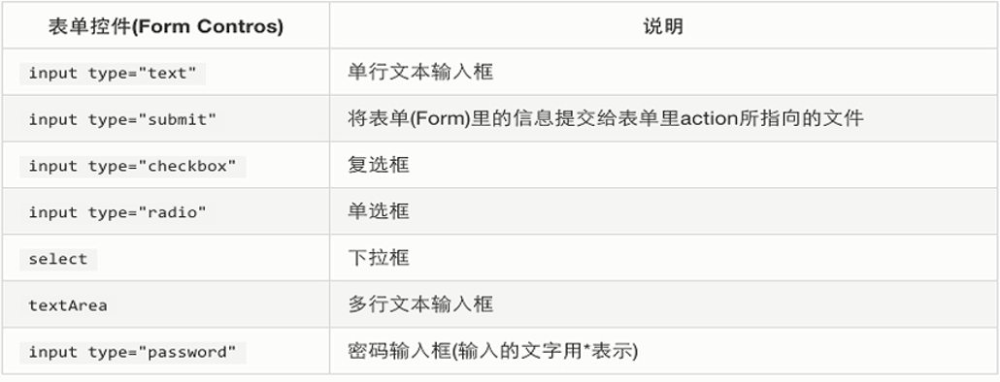 表单控件(Form Contros) 说明
input type="text" 单行文本输入框
input type="submit" 将表单(Form)里的信息提交给表单里action所指向的文件
input type="checkbox" 复选框
input type="radio" 单选框
select 下拉框
textArea 多行文本输入框
input type="password" 密码输入框(输入的文字用*表示)